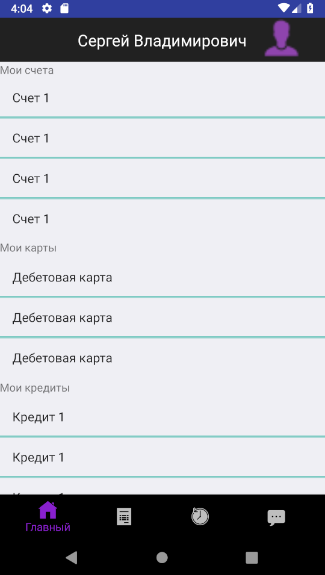 4:04
Сергей Владимирович
Мои счета
Счет 1
Счет 1
Счет 1
Счет 1
Мои карты
Дебетовая карта
Дебетовая карта
Дебетовая карта
Мои кредиты
Кредит 1
Кредит 1
Главный